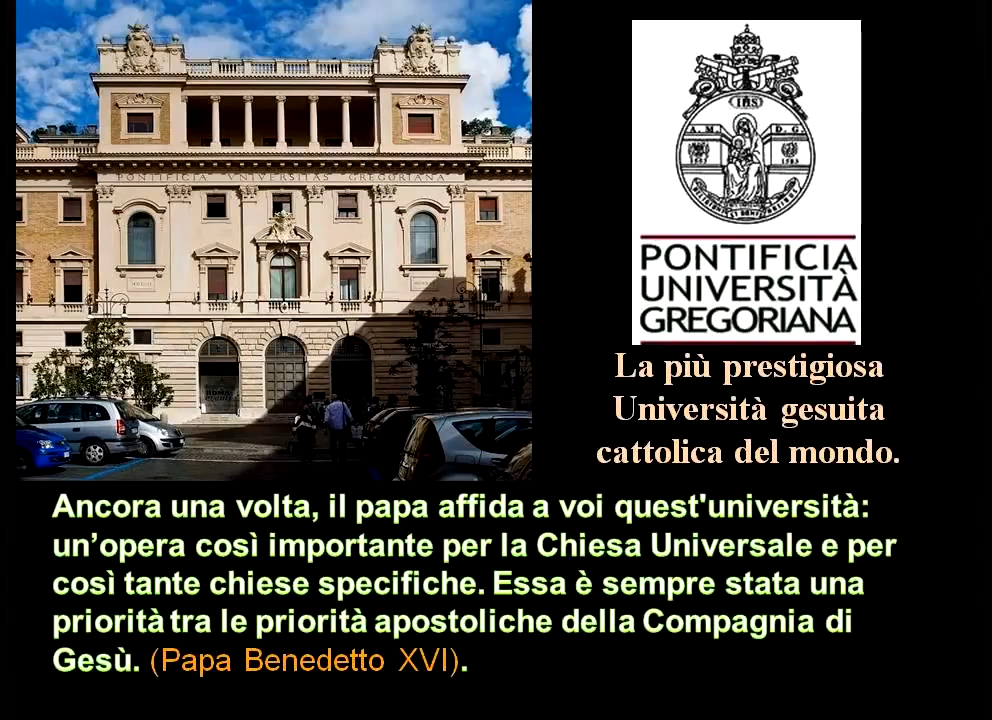 PONTIFICIA VNIVERSITAS GREGORIANA
IHS
A. M. D. G.
PONTIFICIA
UNIVERSITÀ
GREGORIANA
La più prestigiosa
Università gesuita
cattolica del mondo.
Ancora una volta, il papa affida a voi quest'università:
un’opera così importante per la Chiesa Universale e per
così tante chiese specifiche. Essa è sempre stata una
priorità tra le priorità apostoliche della Compagnia di
Gesù. (Papa Benedetto XVI).